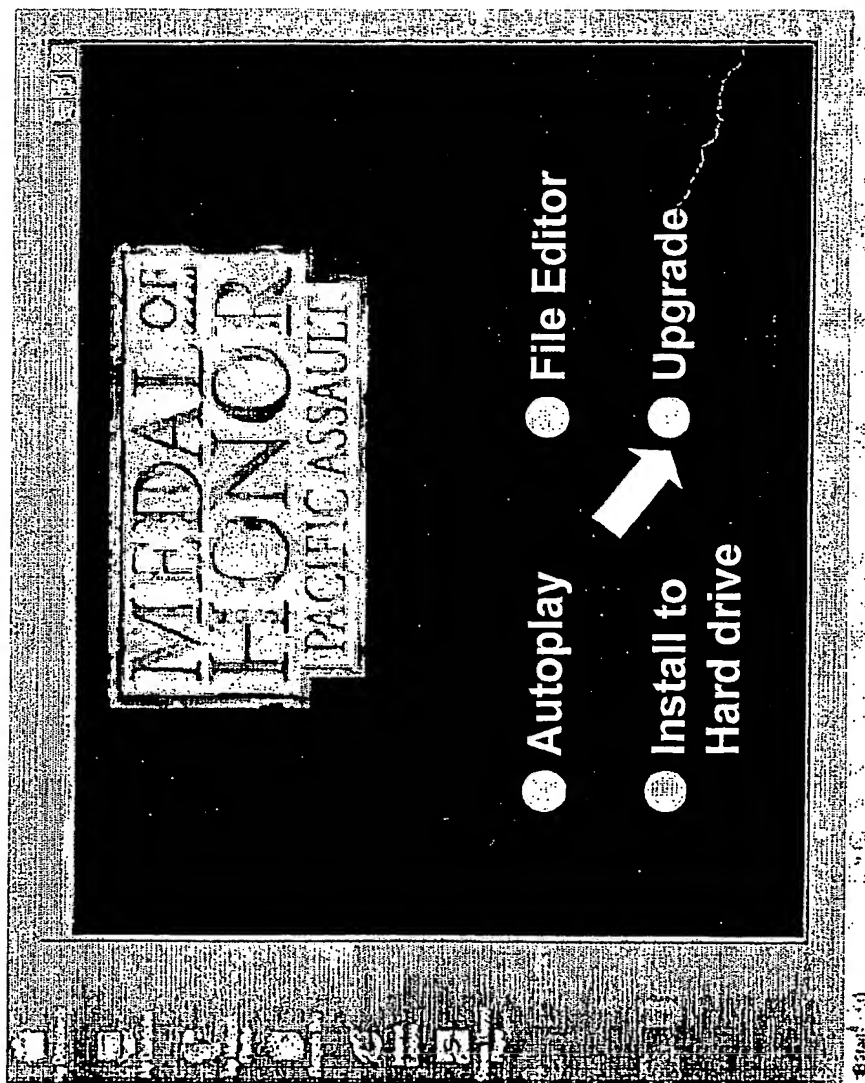 MEDAL OF
HONOR
PACIFIC ASSAULT
Autoplay
File Editor
Install to
Hard drive
Upgrade